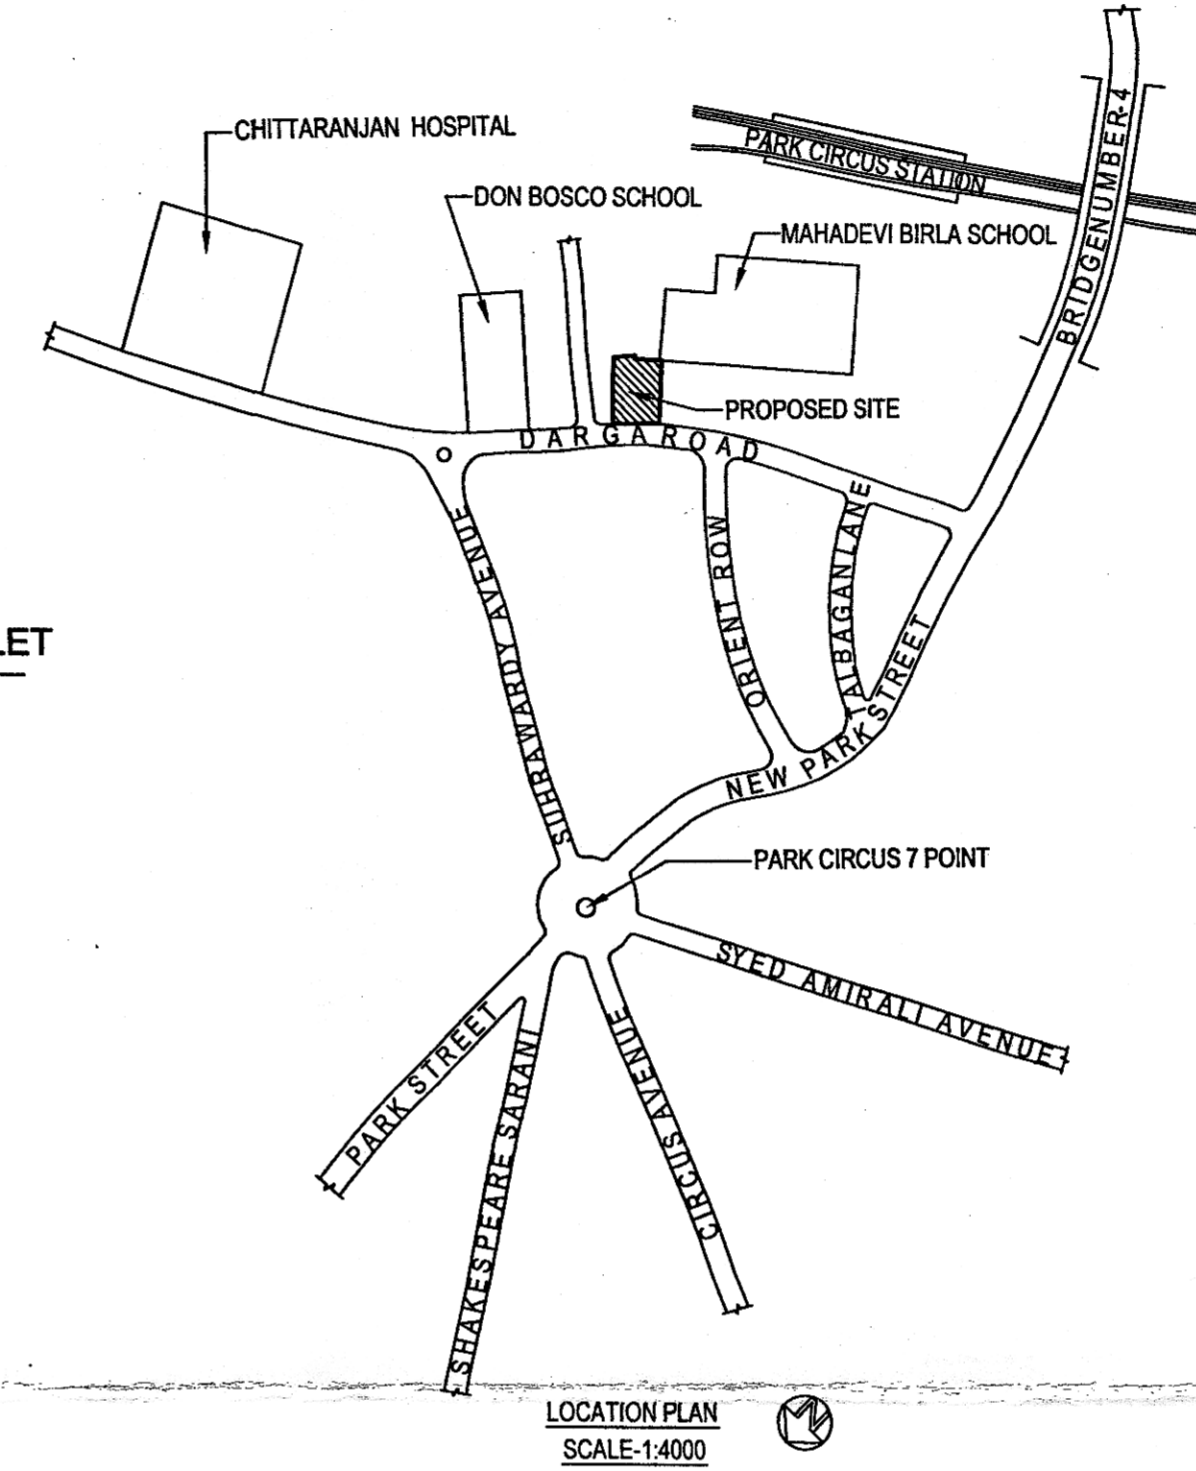 CHITTARANJAN HOSPITAL
PARK CIRCUS STATION
BRIDGENUMBER-4
DON BOSCO SCHOOL
MAHADEVI BIRLA SCHOOL
PROPOSED SITE
DARGAROAD
SUHRAWARDY AVENUE
ORIENT ROW
TALBAGANLANE
NEW PARK STREET
LET
PARK CIRCUS 7 POINT
SYED AMIRALI AVENUE
PARK STREET
SHAKESPEARE SARANI
CIRCUS AVENUE
LOCATION PLAN
SCALE-1:4000
N